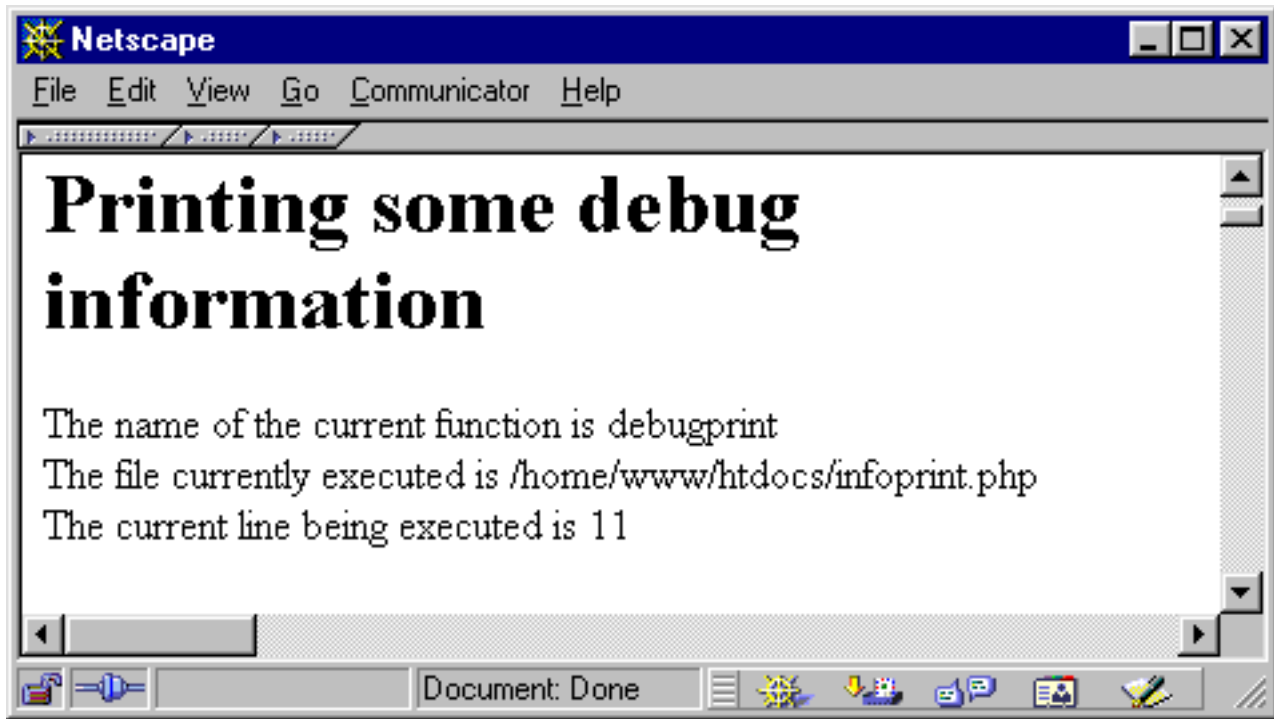 Netscape
File Edit View Go Communicator Help
Printing some debug
information
The name of the current function is debugprint
The file currently executed is /home/www/htdocs/infoprint.php
The current line being executed is 11
Document: Done